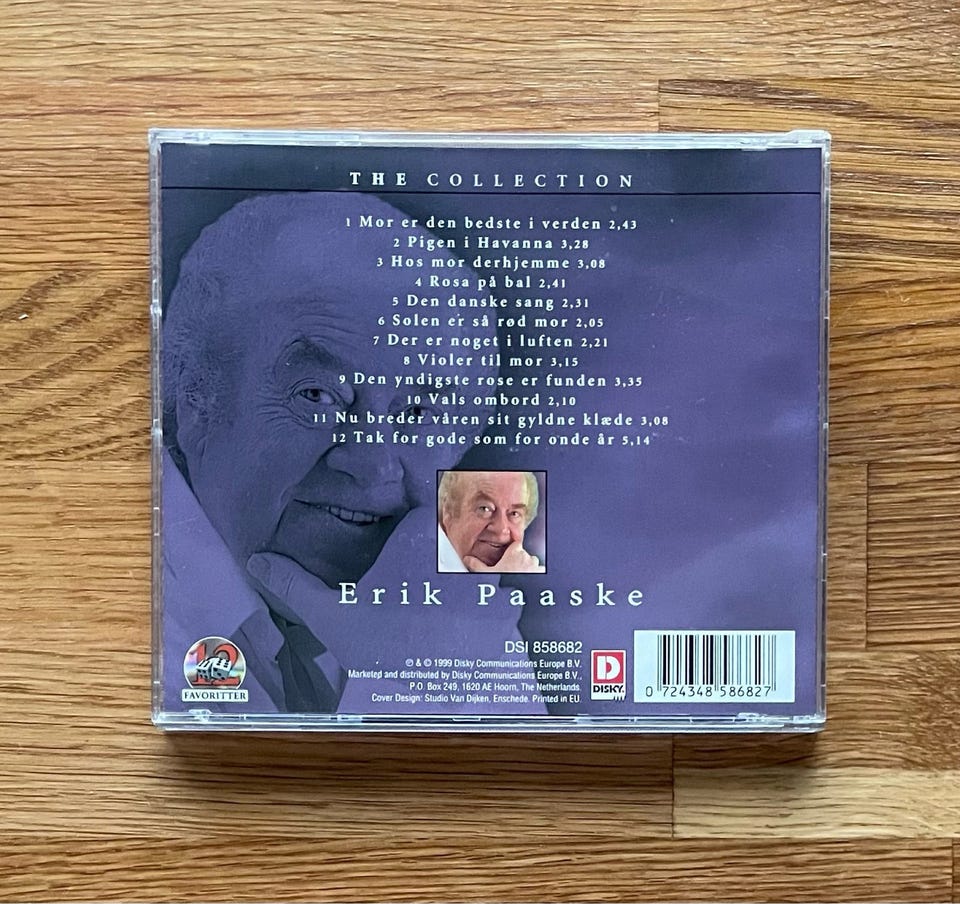 THE COLLECTION
1 Mor er den bedste i verden 2,43
2 Pigen i Havanna 3,28
3 Hos mor derhjemme 3,08
4 Rosa på bal 2,41
5 Den danske sang 2,31
6 Solen er så rød mor 2,05
7 Der er noget i luften 2,21
8 Violer til mor 3,15
9 Den yndigste rose er funden 3,35
10 Vals ombord 2,10
11 Nu breder våren sit gyldne klæde 3,08
12 Tak for gode som for onde år 5,14
Erik Paaske
12
FAVORITTER
DSI 858682
℗ & © 1999 Disky Communications Europe B.V.
Marketed and distributed by Disky Communications Europe B.V.,
P.O. Box 249, 1620 AE Hoorn, The Netherlands.
Cover Design: Studio Van Dijken, Enschede. Printed in EU.
D
DISKY
0 724348 586827